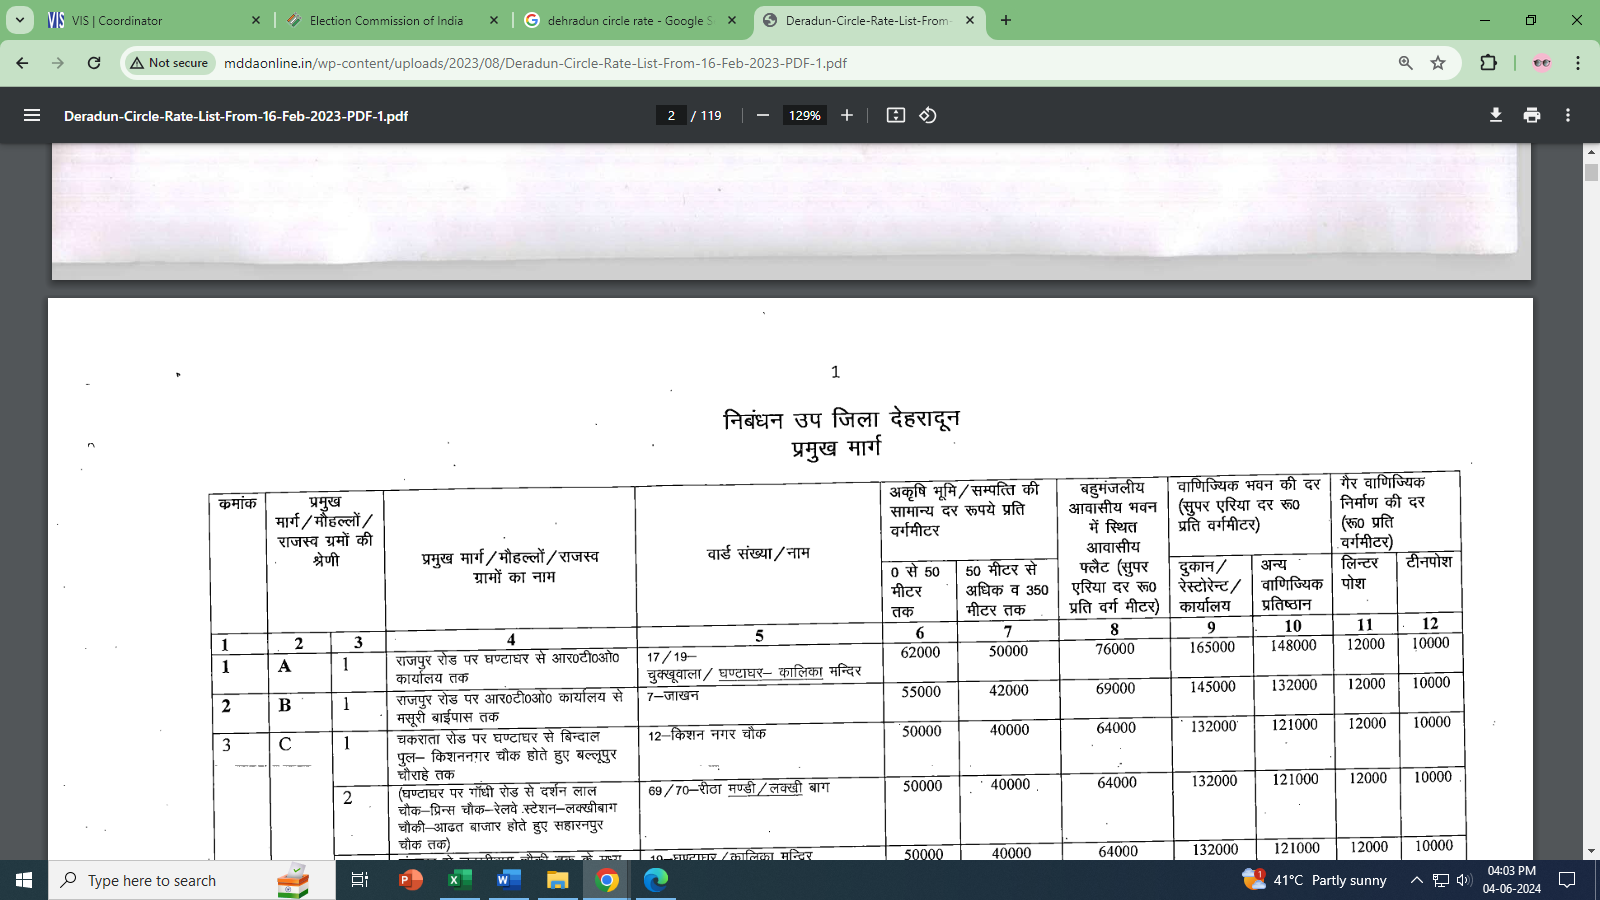 VIS | Coordinator
Election Commission of India
dehradun circle rate - Google S
Deradun-Circle-Rate-List-From-
Not secure
mddaonline.in/wp-content/uploads/2023/08/Deradun-Circle-Rate-List-From-16-Feb-2023-PDF-1.pdf
Deradun-Circle-Rate-List-From-16-Feb-2023-PDF-1.pdf
2 / 119
129%
1
निबंधन उप जिला देहरादून
प्रमुख मार्ग
कमांक
प्रमुख
मार्ग/मौहल्लों/
राजस्व ग्रमों की
श्रेणी
प्रमुख मार्ग/मौहल्लों/राजस्व
ग्रामों का नाम
वार्ड संख्या/नाम
अकृषि भूमि/सम्पत्ति की
सामान्य दर रूपये प्रति
वर्गमीटर
0 से 50
मीटर
तक
50 मीटर से
अधिक व 350
मीटर तक
बहुमंजलीय
आवासीय भवन
में स्थित
आवासीय
फ्लैट (सुपर
एरिया दर रू0
प्रति वर्ग मीटर)
वाणिज्यिक भवन की दर
(सुपर एरिया दर रू0
प्रति वर्गमीटर)
दुकान/
रेस्टोरेन्ट/
कार्यालय
अन्य
वाणिज्यिक
प्रतिष्ठान
गैर वाणिज्यिक
निर्माण की दर
(रू0 प्रति
वर्गमीटर)
लिन्टर
पोश
टीनपोश
1 2 3 4 5 6 7 8 9 10 11 12
1 A 1 राजपुर रोड पर घण्टाघर से आर0टी0ओ0 17/19– 62000 50000 76000 165000 148000 12000 10000
कार्यालय तक चुक्खूवाला/ घण्टाघर– कालिका मन्दिर
2 B 1 राजपुर रोड पर आर0टी0ओ0 कार्यालय से 7–जाखन 55000 42000 69000 145000 132000 12000 10000
मसूरी बाईपास तक
3 C 1 चकराता रोड पर घण्टाघर से बिन्दाल 12–किशन नगर चौक 50000 40000 64000 132000 121000 12000 10000
पुल– किशननगर चौक होते हुए बल्लूपुर
चौराहे तक
2 (घण्टाघर पर गाँधी रोड से दर्शन लाल 69/70–रीठा मण्डी/लक्खी बाग 50000 40000 64000 132000 121000 12000 10000
चौक–प्रिन्स चौक–रेलवे स्टेशन–लक्खीबाग
चौकी–आढत बाजार होते हुए सहारनपुर
चौक तक)
19–घण्टाघर/कालिका मन्दिर 50000 40000 64000 132000 121000 12000 10000
Type here to search
1
41°C Partly sunny
04:03 PM
04-06-2024